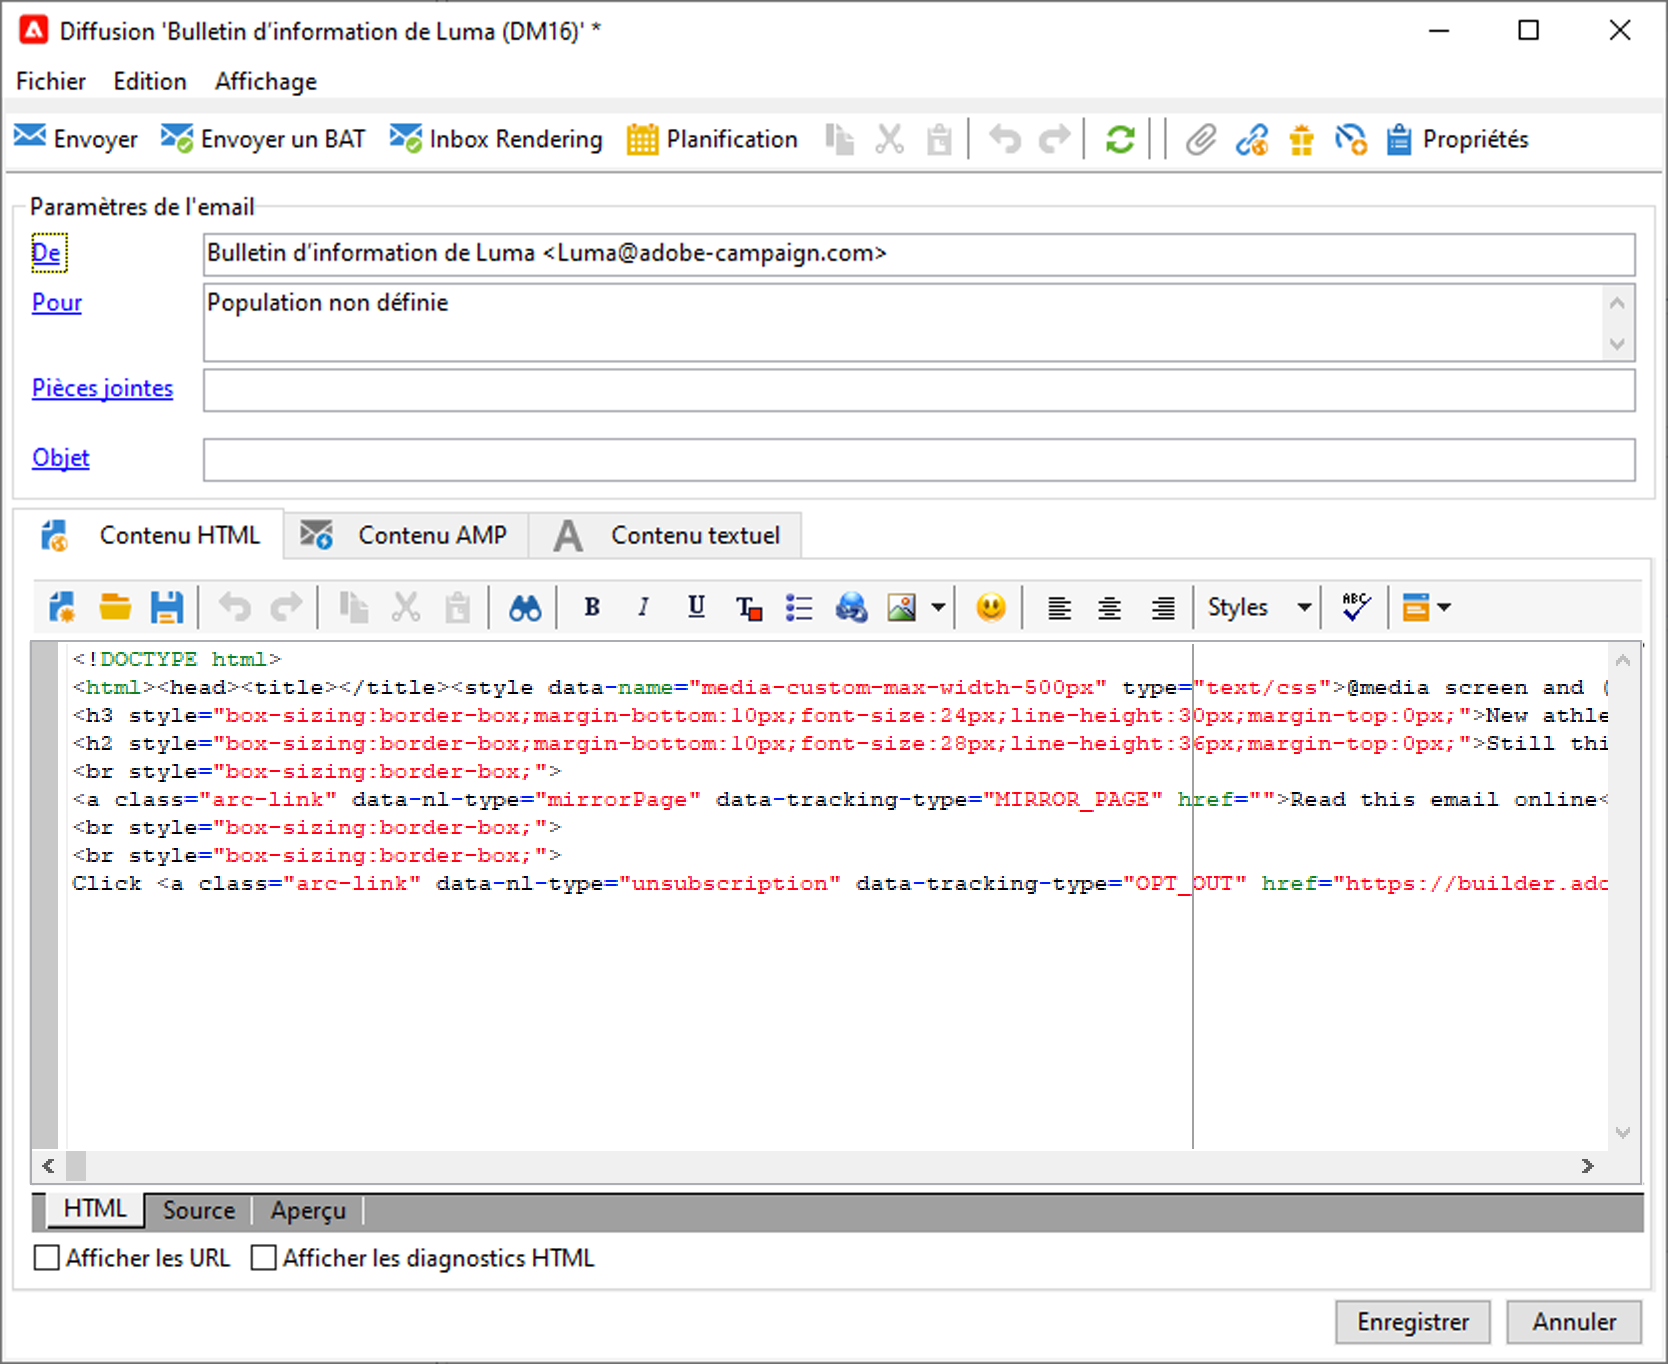 Diffusion 'Bulletin d’information de Luma (DM16)' *
Fichier Edition Affichage
Envoyer Envoyer un BAT Inbox Rendering Planification Propriétés
Paramètres de l'email
De Bulletin d’information de Luma <Luma@adobe-campaign.com>
Pour Population non définie
Pièces jointes
Objet
Contenu HTML Contenu AMP Contenu textuel
B I U T Styles ABC
<!DOCTYPE html>
<html><head><title></title><style data-name="media-custom-max-width-500px" type="text/css">@media screen and (
<h3 style="box-sizing:border-box;margin-bottom:10px;font-size:24px;line-height:30px;margin-top:0px;">New athle
<h2 style="box-sizing:border-box;margin-bottom:10px;font-size:28px;line-height:36px;margin-top:0px;">Still thi
<br style="box-sizing:border-box;">
<a class="arc-link" data-nl-type="mirrorPage" data-tracking-type="MIRROR_PAGE" href="">Read this email online<
<br style="box-sizing:border-box;">
<br style="box-sizing:border-box;">
Click <a class="arc-link" data-nl-type="unsubscription" data-tracking-type="OPT_OUT" href="https://builder.ado
HTML Source Aperçu
Afficher les URL Afficher les diagnostics HTML
Enregistrer Annuler